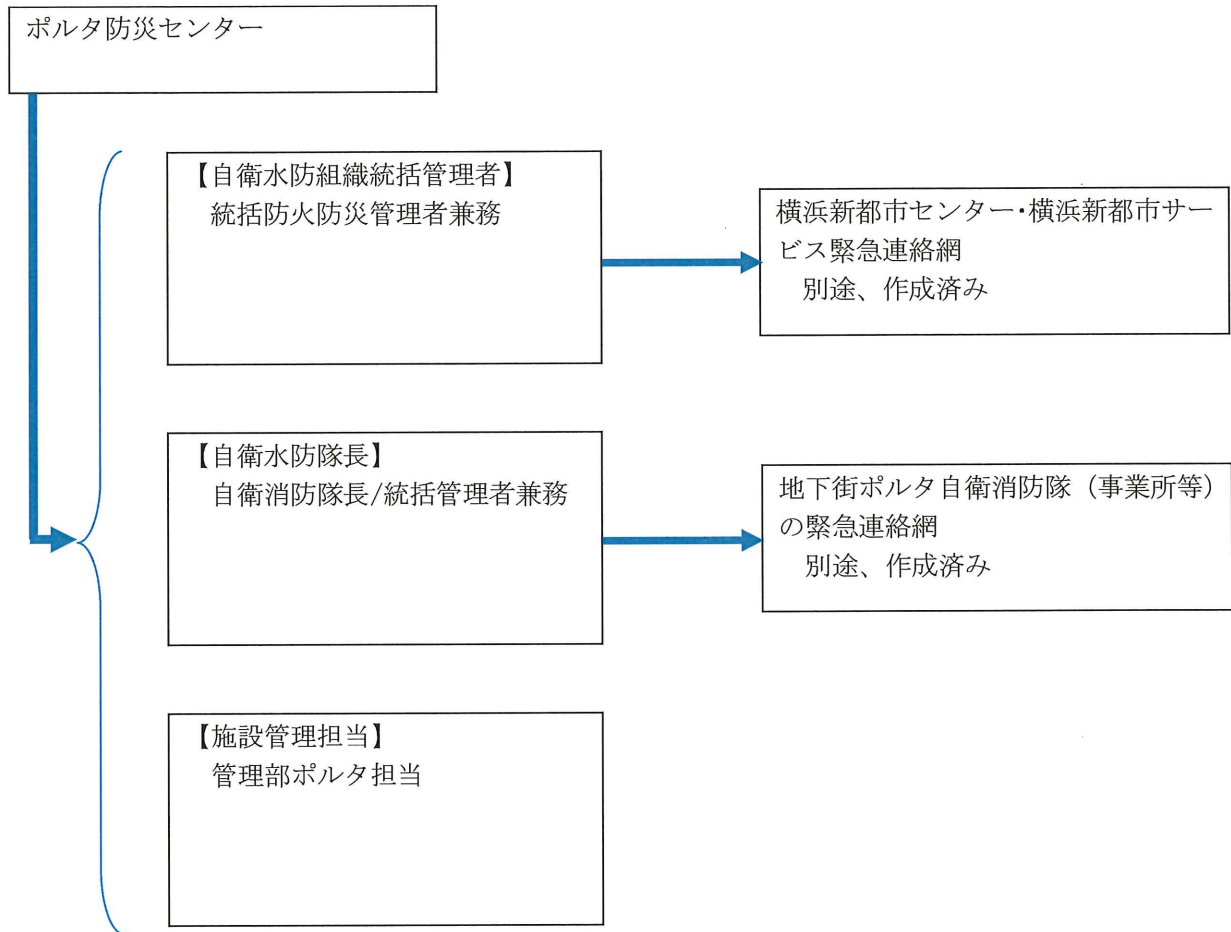 ポルタ防災センター
【自衛水防組織統括管理者】
統括防火防災管理者兼務
横浜新都市センター・横浜新都市サー
ビス緊急連絡網
別途、作成済み
【自衛水防隊長】
自衛消防隊長/統括管理者兼務
地下街ポルタ自衛消防隊（事業所等）
の緊急連絡網
別途、作成済み
【施設管理担当】
管理部ポルタ担当